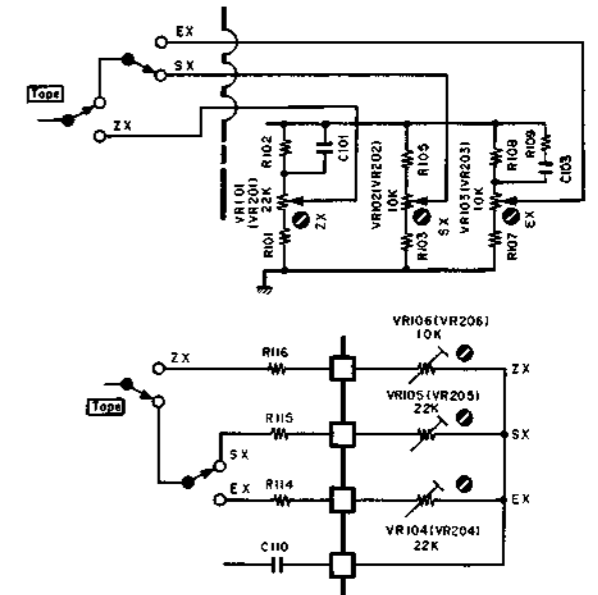 EX
SX
Tape
ZX
R102
C101
VR101
(VR201)
22K
R101
ZX
VR102(VR202)
10K
R105
R103
SX
VR103(VR203)
10K
R108
R109
C103
R107
EX
VR106(VR206)
10K
ZX
R116
ZX
Tape
VR105(VR205)
22K
R115
SX
SX
EX
R114
EX
VR104(VR204)
22K
C110